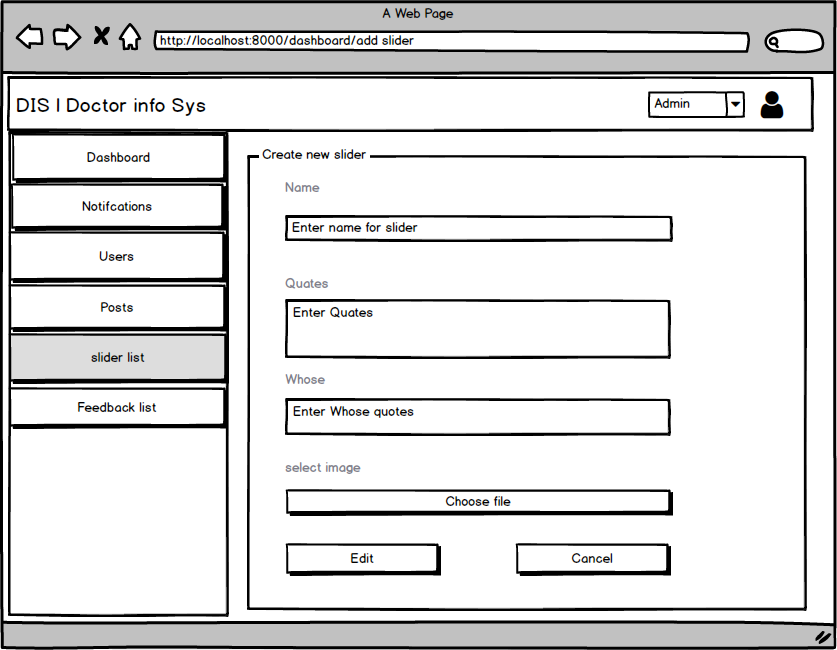 A Web Page
http://localhost:8000/dashboard/add slider
DIS | Doctor info Sys
Admin
Dashboard
Notifcations
Users
Posts
slider list
Feedback list
Create new slider
Name
Enter name for slider
Quates
Enter Quates
Whose
Enter Whose quotes
select image
Choose file
Edit
Cancel